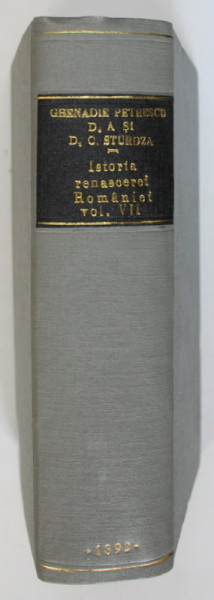 GHENADIE PETRESCU
D. A ȘI
D. C. STURDZA
Istoria
renascerei
României
vol. VII
•1892•